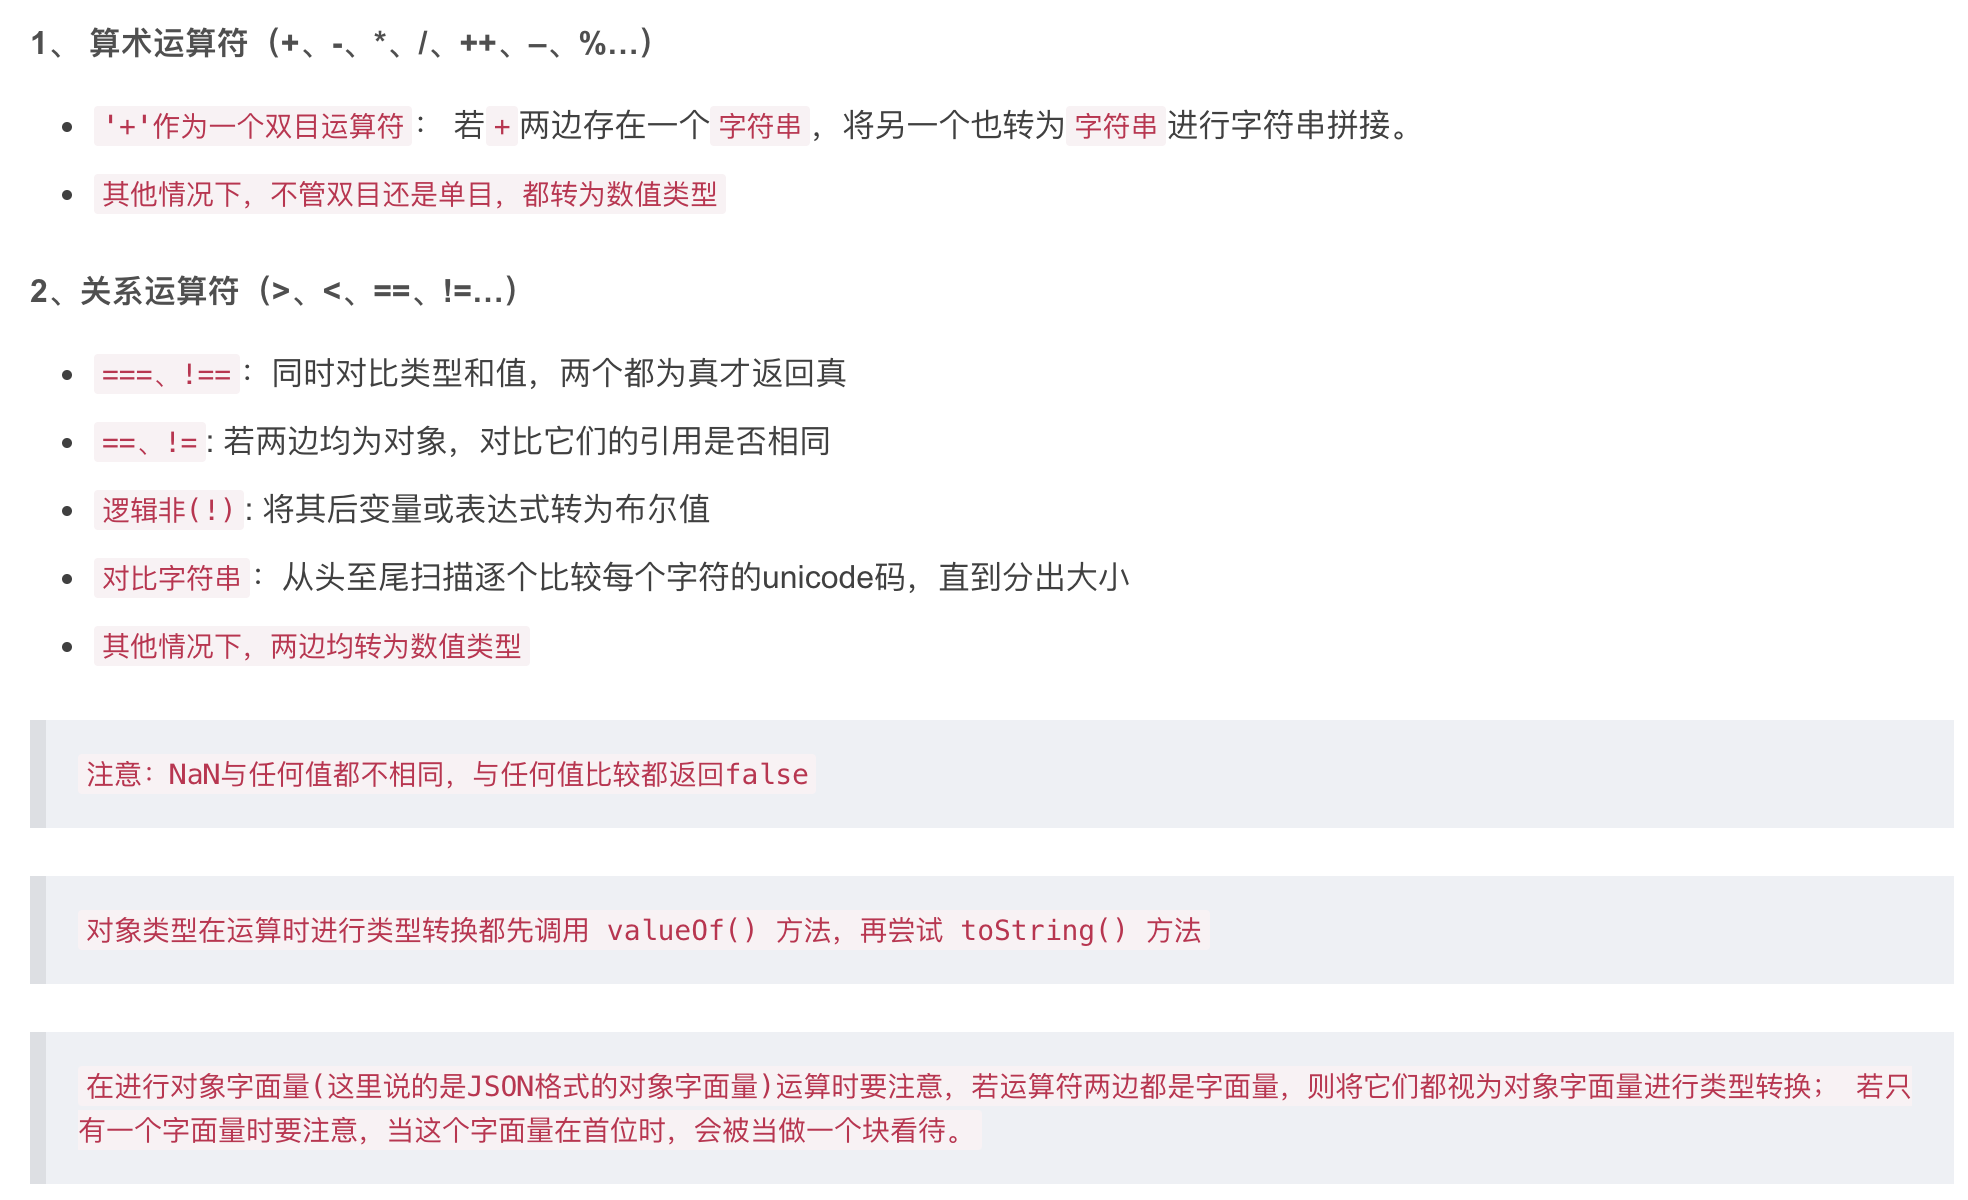 1、 算术运算符（+、-、*、/、++、–、%…）
'+'作为一个双目运算符： 若+两边存在一个字符串，将另一个也转为字符串进行字符串拼接。
其他情况下，不管双目还是单目，都转为数值类型
2、关系运算符（>、<、==、!=…）
===、!==：同时对比类型和值，两个都为真才返回真
==、!=: 若两边均为对象，对比它们的引用是否相同
逻辑非(!): 将其后变量或表达式转为布尔值
对比字符串：从头至尾扫描逐个比较每个字符的unicode码，直到分出大小
其他情况下，两边均转为数值类型
注意：NaN与任何值都不相同，与任何值比较都返回false
对象类型在运算时进行类型转换都先调用 valueOf() 方法，再尝试 toString() 方法
在进行对象字面量(这里说的是JSON格式的对象字面量)运算时要注意，若运算符两边都是字面量，则将它们都视为对象字面量进行类型转换； 若只
有一个字面量时要注意，当这个字面量在首位时，会被当做一个块看待。